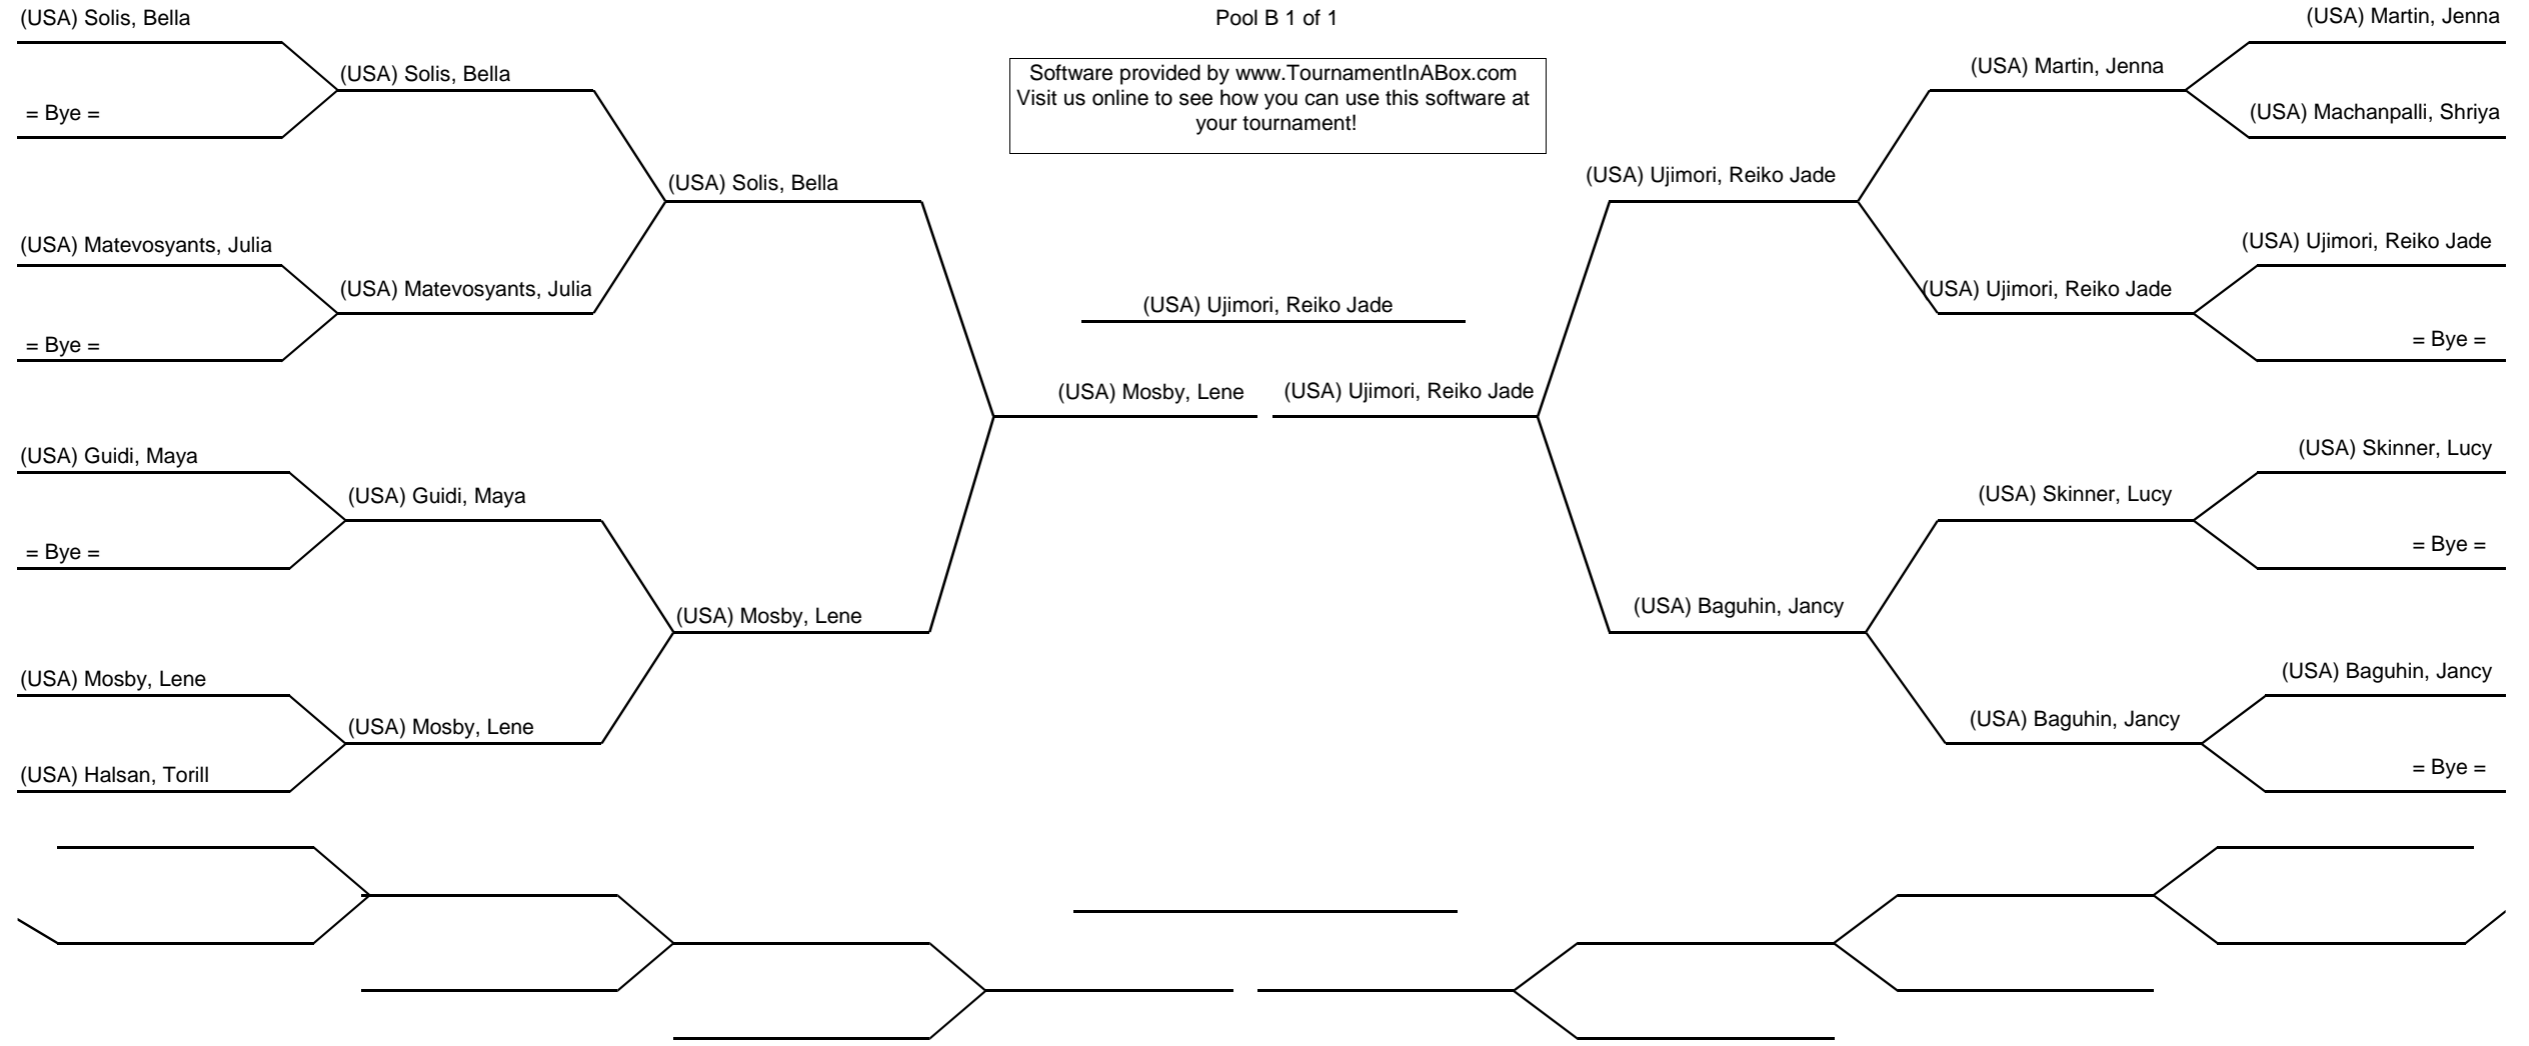 (USA) Solis, Bella
= Bye =
(USA) Matevosyants, Julia
= Bye =
(USA) Guidi, Maya
= Bye =
(USA) Mosby, Lene
(USA) Halsan, Torill
(USA) Solis, Bella
(USA) Matevosyants, Julia
(USA) Guidi, Maya
(USA) Mosby, Lene
(USA) Solis, Bella
(USA) Mosby, Lene
Pool B 1 of 1
Software provided by www.TournamentInABox.com
Visit us online to see how you can use this software at
your tournament!
(USA) Ujimori, Reiko Jade
(USA) Mosby, Lene
(USA) Ujimori, Reiko Jade
(USA) Ujimori, Reiko Jade
(USA) Baguhin, Jancy
(USA) Martin, Jenna
(USA) Ujimori, Reiko Jade
(USA) Skinner, Lucy
(USA) Baguhin, Jancy
(USA) Martin, Jenna
(USA) Machanpalli, Shriya
(USA) Ujimori, Reiko Jade
= Bye =
(USA) Skinner, Lucy
= Bye =
(USA) Baguhin, Jancy
= Bye =